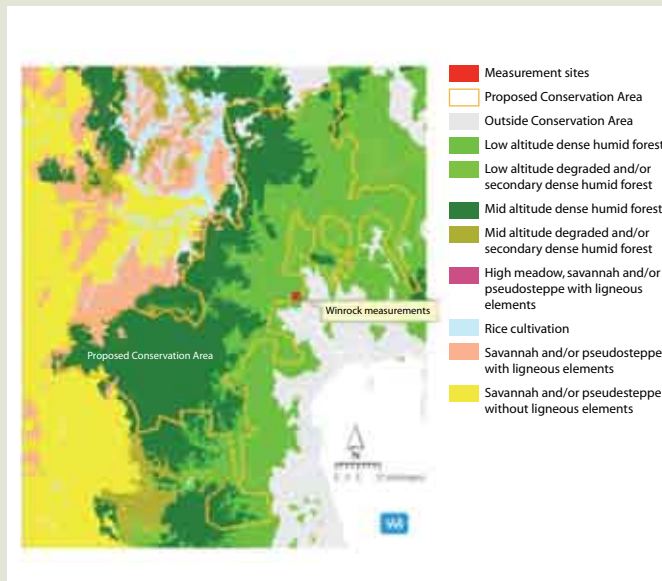 Measurement sites
Proposed Conservation Area
Outside Conservation Area
Low altitude dense humid forest
Low altitude degraded and/or
secondary dense humid forest
Mid altitude dense humid forest
Mid altitude degraded and/or
secondary dense humid forest
High meadow, savannah and/or
pseudosteppe with ligneous
elements
Rice cultivation
Savannah and/or pseudosteppe
with ligneous elements
Savannah and/or pseudesteppe
without ligneous elements
Winrock measurements
Proposed Conservation Area
N